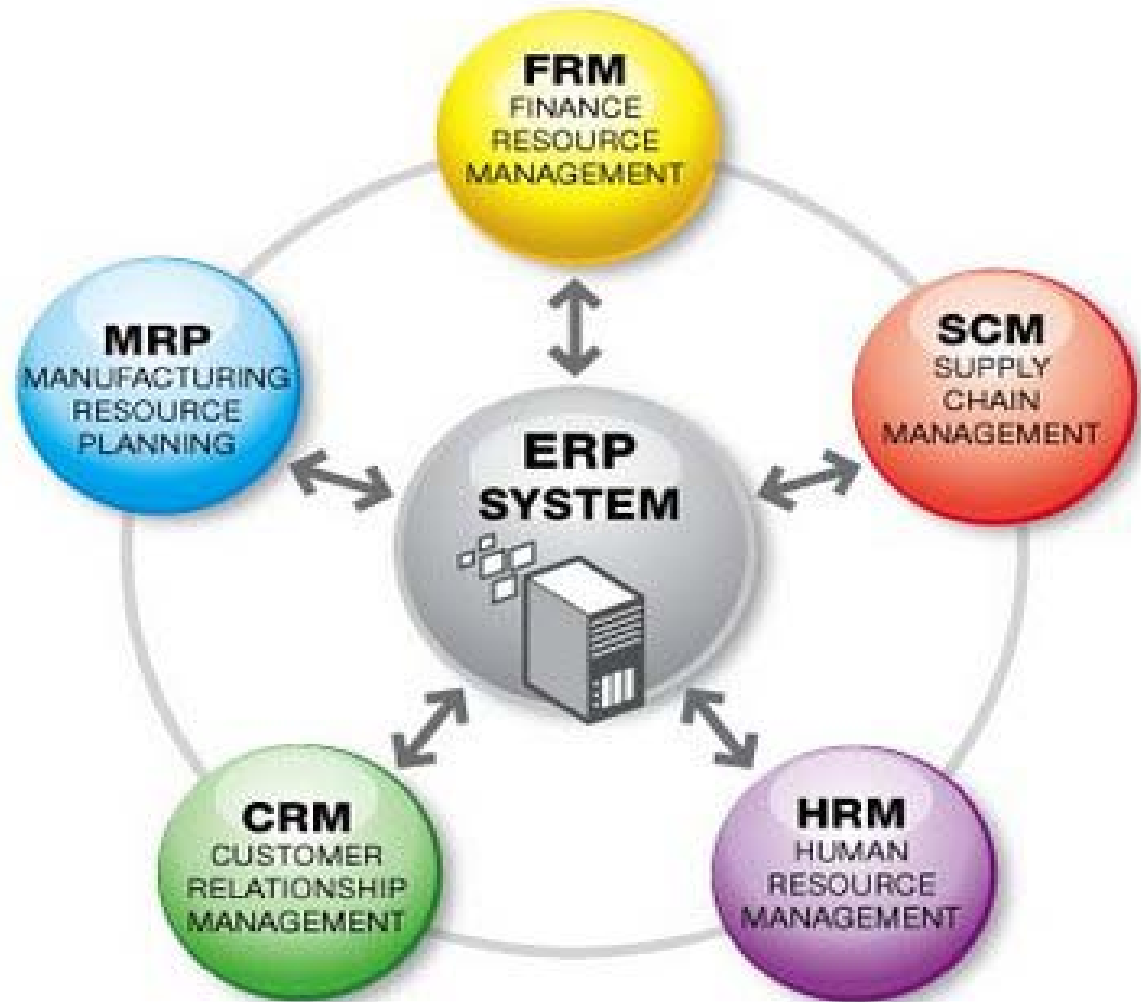 FRM
FINANCE
RESOURCE
MANAGEMENT
MRP
MANUFACTURING
RESOURCE
PLANNING
SCM
SUPPLY
CHAIN
MANAGEMENT
ERP
SYSTEM
CRM
CUSTOMER
RELATIONSHIP
MANAGEMENT
HRM
HUMAN
RESOURCE
MANAGEMENT